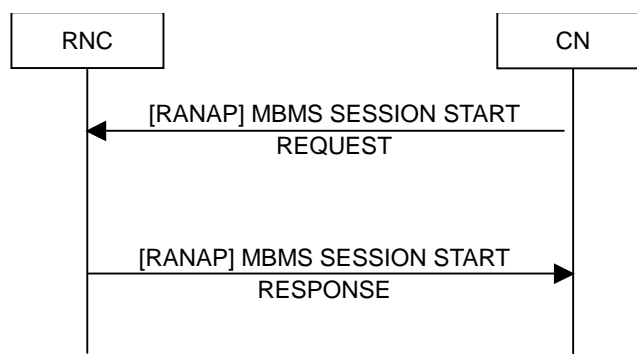 RNC
CN
[RANAP] MBMS SESSION START
REQUEST
[RANAP] MBMS SESSION START
RESPONSE